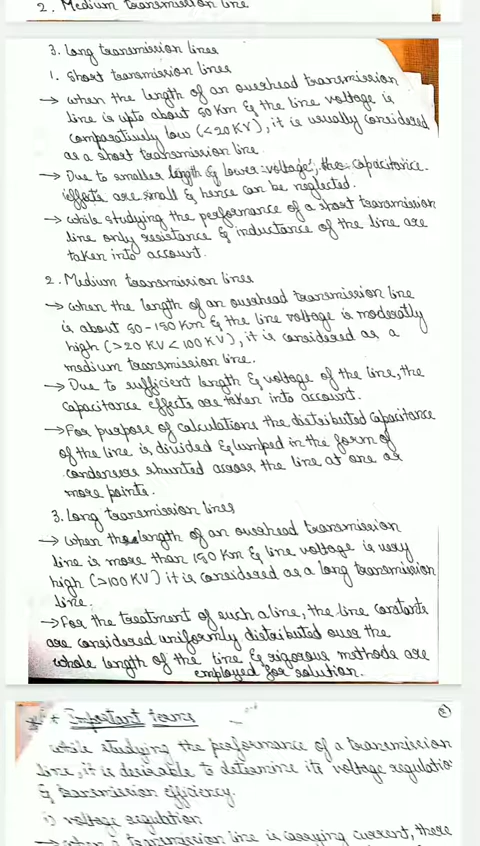 2. Medium transmission line
3. Long transmission lines
1. Short transmission lines
→ When the length of an overhead transmission
line is upto about 50 Km & the line voltage is
comparatively low (<20 KV), it is usually considered
as a short transmission line.
→ Due to smaller length & lower voltage, the capacitance
effects are small & hence can be neglected.
→ While studying the performance of a short transmission
line only resistance & inductance of the line are
taken into account.
2. Medium transmission lines
→ When the length of an overhead transmission line
is about 50-150 Km & the line voltage is moderatly
high (>20 KV < 100 KV), it is considered as a
medium transmission line.
→ Due to sufficient length & voltage of the line, the
capacitance effects are taken into account.
→ For purpose of calculations the distributed capacitance
of the line is divided & lumped in the form of
condensers shunted across the line at one or
more points.
3. Long transmission lines
→ When the length of an overhead transmission
line is more than 150 Km & line voltage is very
high (>100 KV) it is considered as a long transmission
line.
→ For the treatment of such a line, the line constants
are considered uniformly distributed over the
whole length of the line & rigorous methods are
employed for solution.
* Important terms
While studying the performance of a transmission
line, it is desirable to determine its voltage regulatio
& transmission efficiency.
i) voltage regulation
→ When a transmission line is carrying current, there